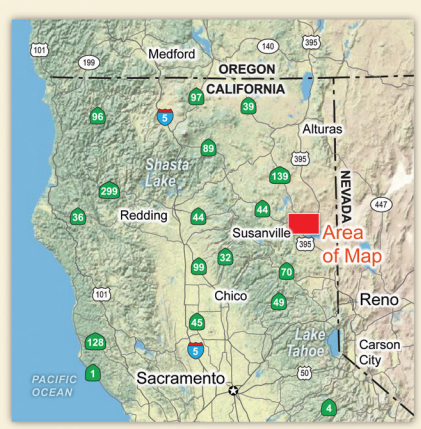 101
199
Medford
140
395
OREGON
CALIFORNIA
97
39
5
96
Alturas
89
395
Shasta
Lake
139
NEVADA
299
447
36
Redding
44
44
Susanville
395
Area
of Map
32
99
70
101
Chico
49
Reno
45
128
5
Lake
Tahoe
Carson
City
1
50
PACIFIC
OCEAN
Sacramento
4